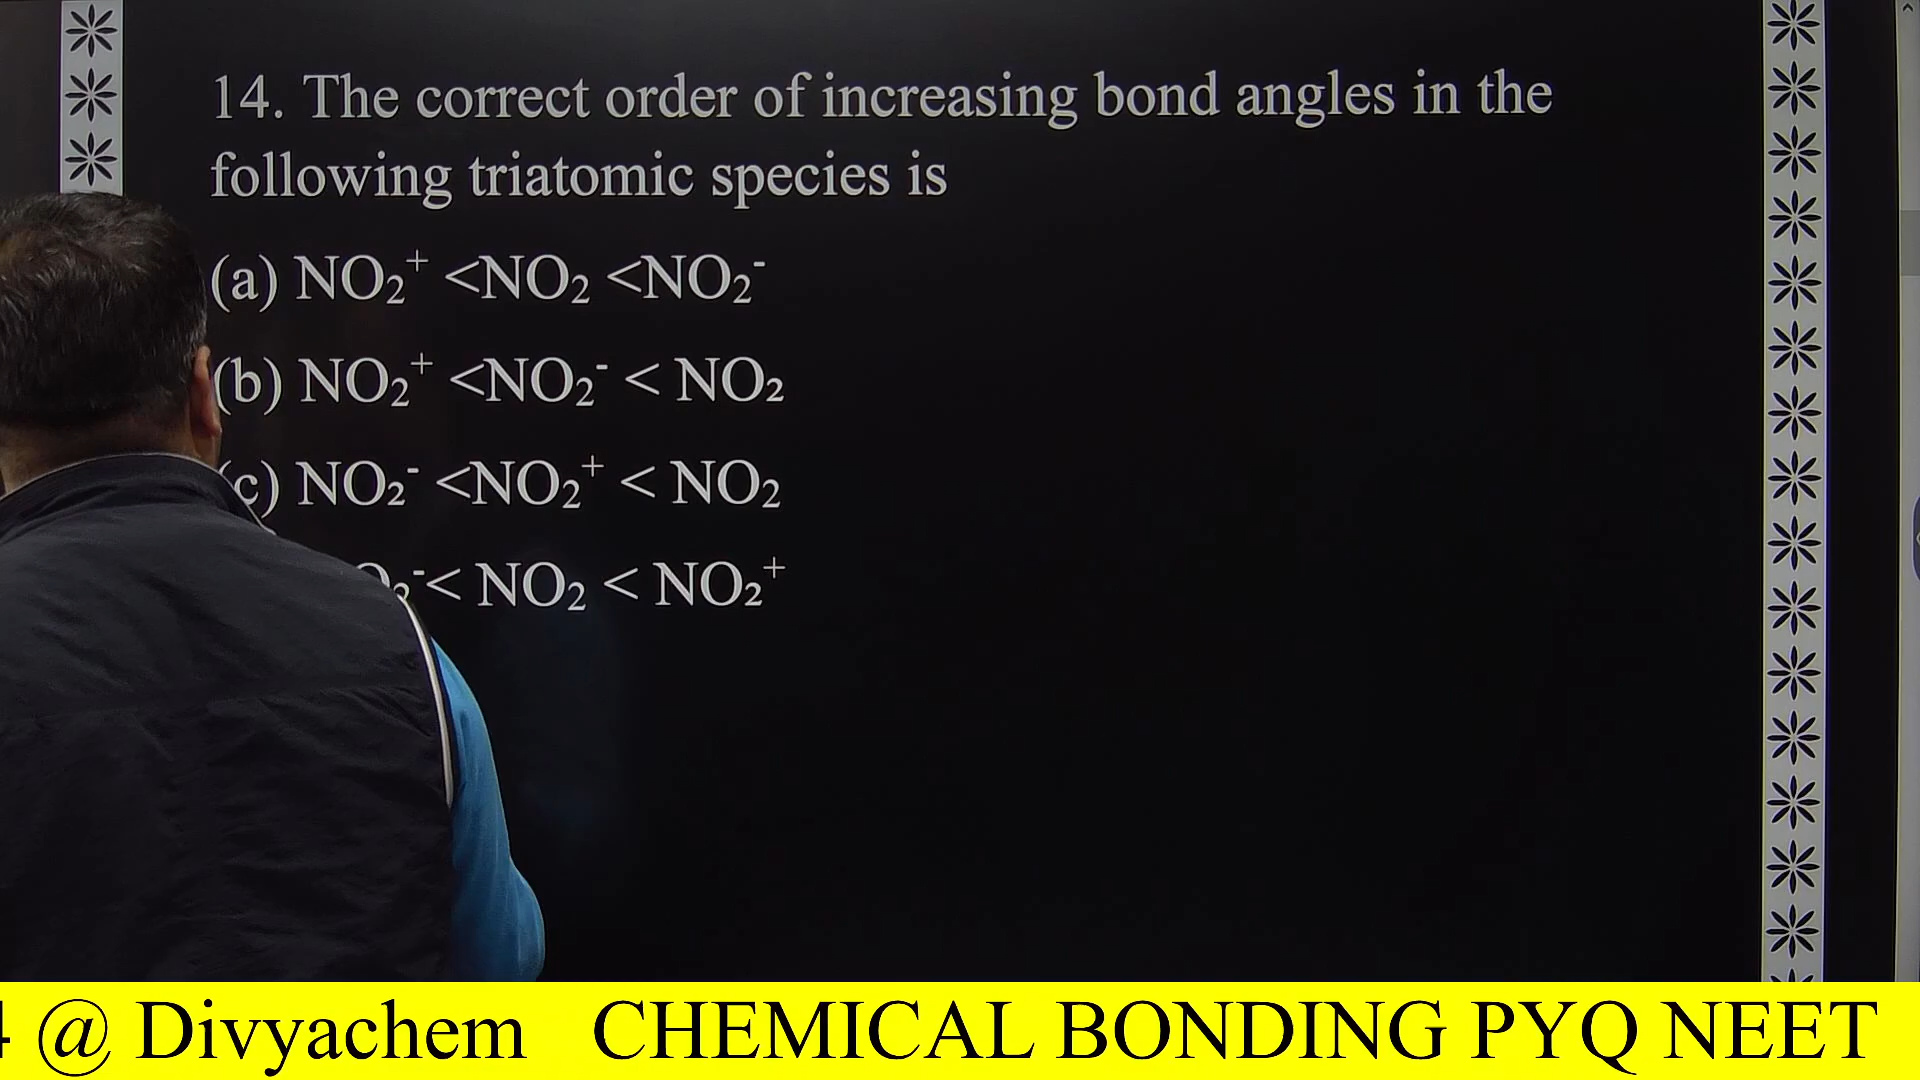 14. The correct order of increasing bond angles in the
following triatomic species is
(a) NO₂⁺ <NO₂ <NO₂⁻
(b) NO₂⁺ <NO₂⁻ < NO₂
(c) NO₂⁻ <NO₂⁺ < NO₂
O₂⁻< NO₂ < NO₂⁺
@ Divyachem CHEMICAL BONDING PYQ NEET